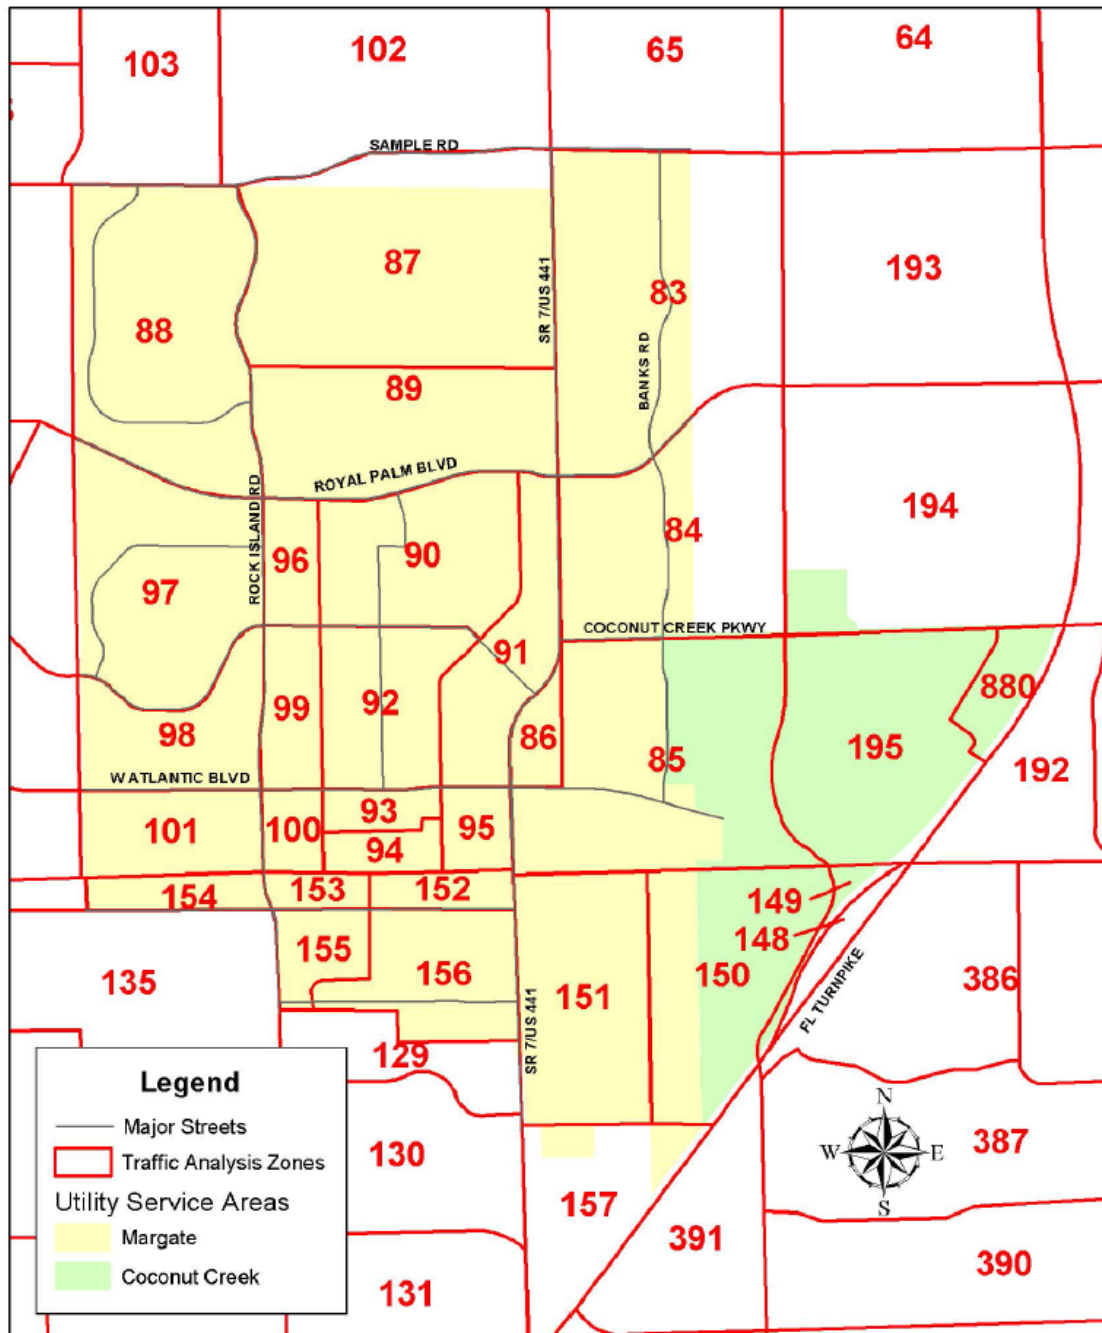 103
102
65
64
SAMPLE RD
87
SR 7/US 441
83
193
88
BANKS RD
89
ROYAL PALM BLVD
ROCK ISLAND RD
96
90
84
194
97
COCONUT CREEK PKWY
91
880
99
92
86
98
85
195
192
W ATLANTIC BLVD
101
100
93
95
94
154
153
152
149
148
155
156
150
135
151
386
FL TURNPIKE
129
SR 7/US 441
Legend
Major Streets
Traffic Analysis Zones
Utility Service Areas
Margate
Coconut Creek
130
157
391
131
N
W
E
S
387
390